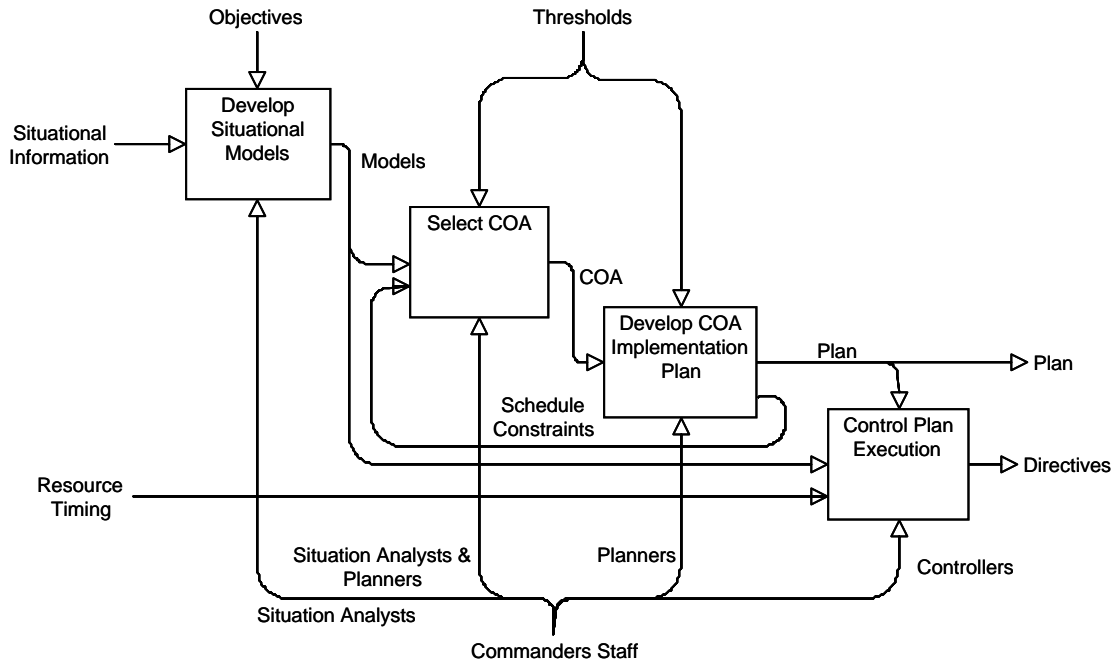 Objectives
Thresholds
Develop
Situational
Models
Situational
Information
Models
Select COA
COA
Develop COA
Implementation
Plan
Plan
Plan
Schedule
Constraints
Control Plan
Execution
Directives
Resource
Timing
Situation Analysts &
Planners
Planners
Controllers
Situation Analysts
Commanders Staff